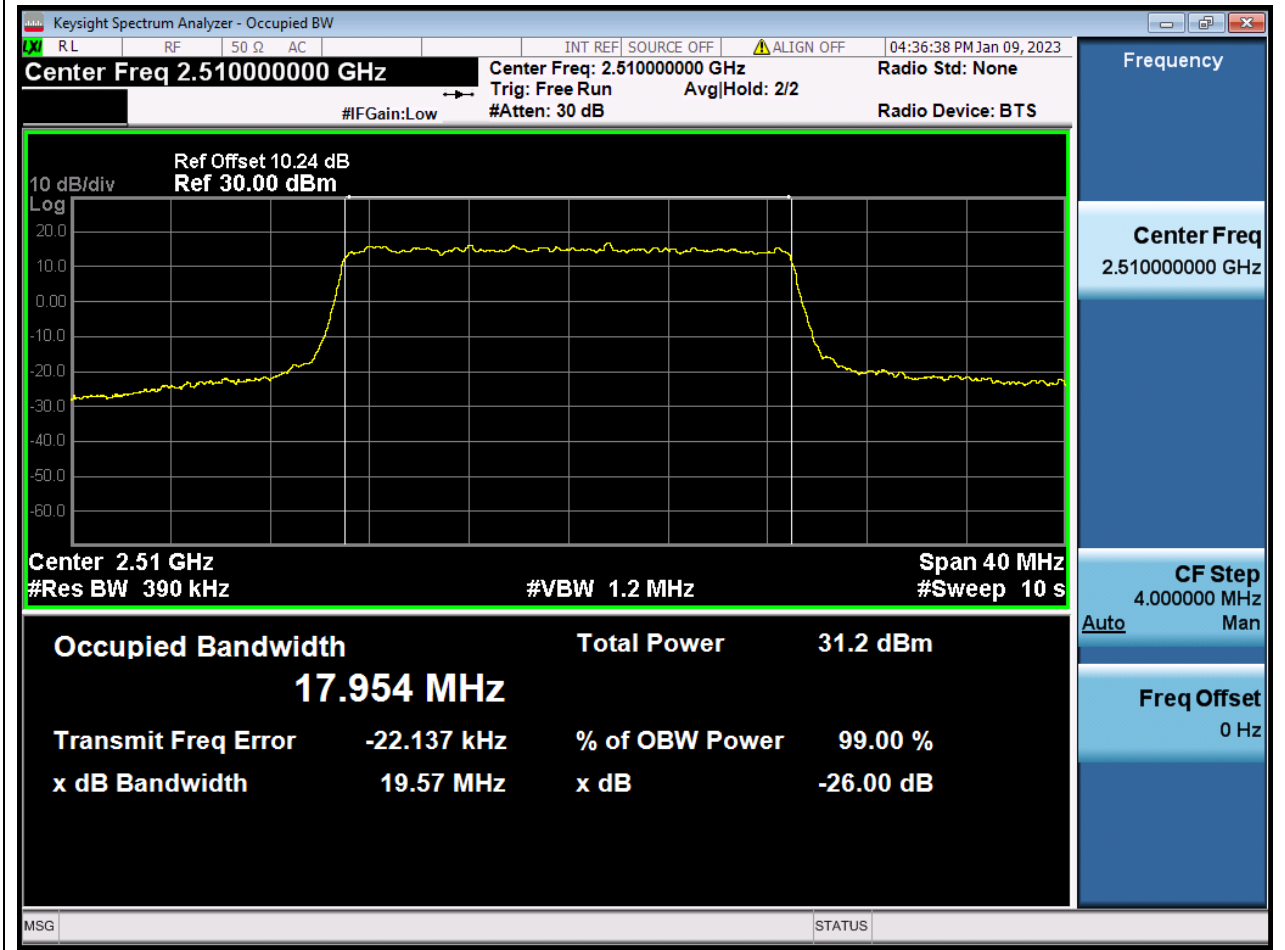 Keysight Spectrum Analyzer - Occupied BW
LXI RL RF 50 Ω AC INT REF SOURCE OFF ALIGN OFF 04:36:38 PM Jan 09, 2023
Center Freq 2.510000000 GHz
Center Freq: 2.510000000 GHz Radio Std: None
Trig: Free Run Avg|Hold: 2/2
#IFGain:Low #Atten: 30 dB Radio Device: BTS
Ref Offset 10.24 dB
10 dB/div Ref 30.00 dBm
Log
20.0
10.0
0.00
-10.0
-20.0
-30.0
-40.0
-50.0
-60.0
Center 2.51 GHz Span 40 MHz
#Res BW 390 kHz #VBW 1.2 MHz #Sweep 10 s
Occupied Bandwidth Total Power 31.2 dBm
17.954 MHz
Transmit Freq Error -22.137 kHz % of OBW Power 99.00 %
x dB Bandwidth 19.57 MHz x dB -26.00 dB
Frequency
Center Freq
2.510000000 GHz
CF Step
4.000000 MHz
Auto Man
Freq Offset
0 Hz
MSG STATUS